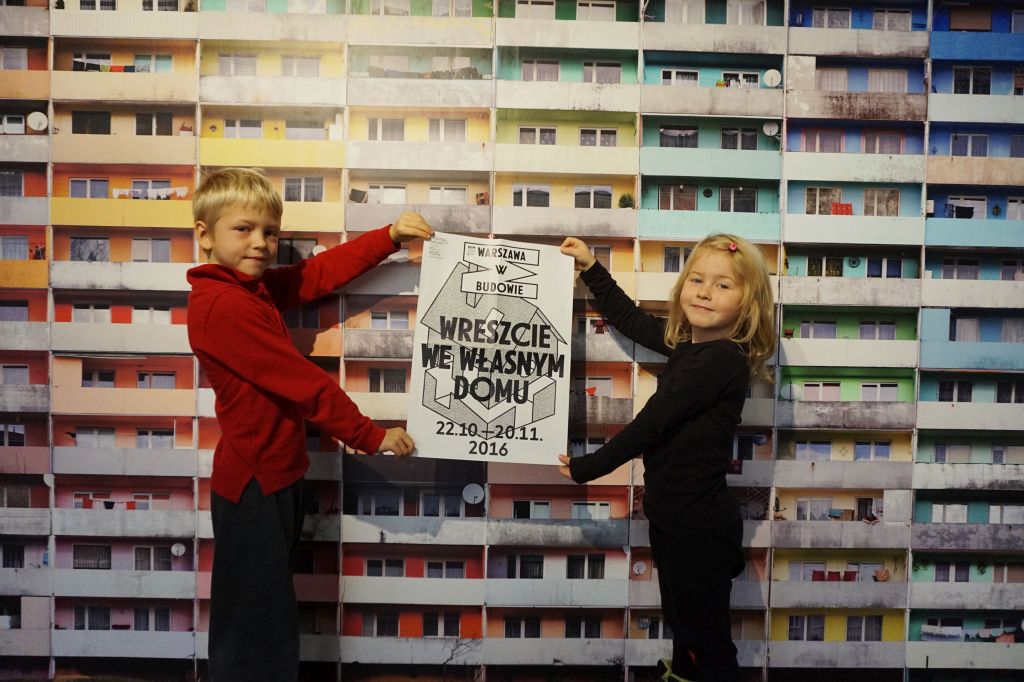 WARSZAWA
W
BUDOWIE
WRESZCIE
WE WŁASNYM
DOMU
22.10.–20.11.
2016